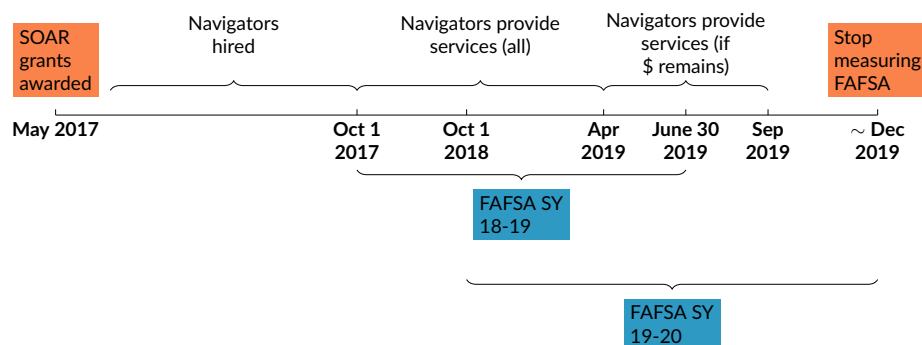 SOAR
grants
awarded
Navigators
hired
Navigators provide
services (all)
Navigators provide
services (if
$ remains)
Stop
measuring
FAFSA
May 2017
Oct 1
2017
Oct 1
2018
Apr
2019
June 30
2019
Sep
2019
~ Dec
2019
FAFSA SY
18-19
FAFSA SY
19-20